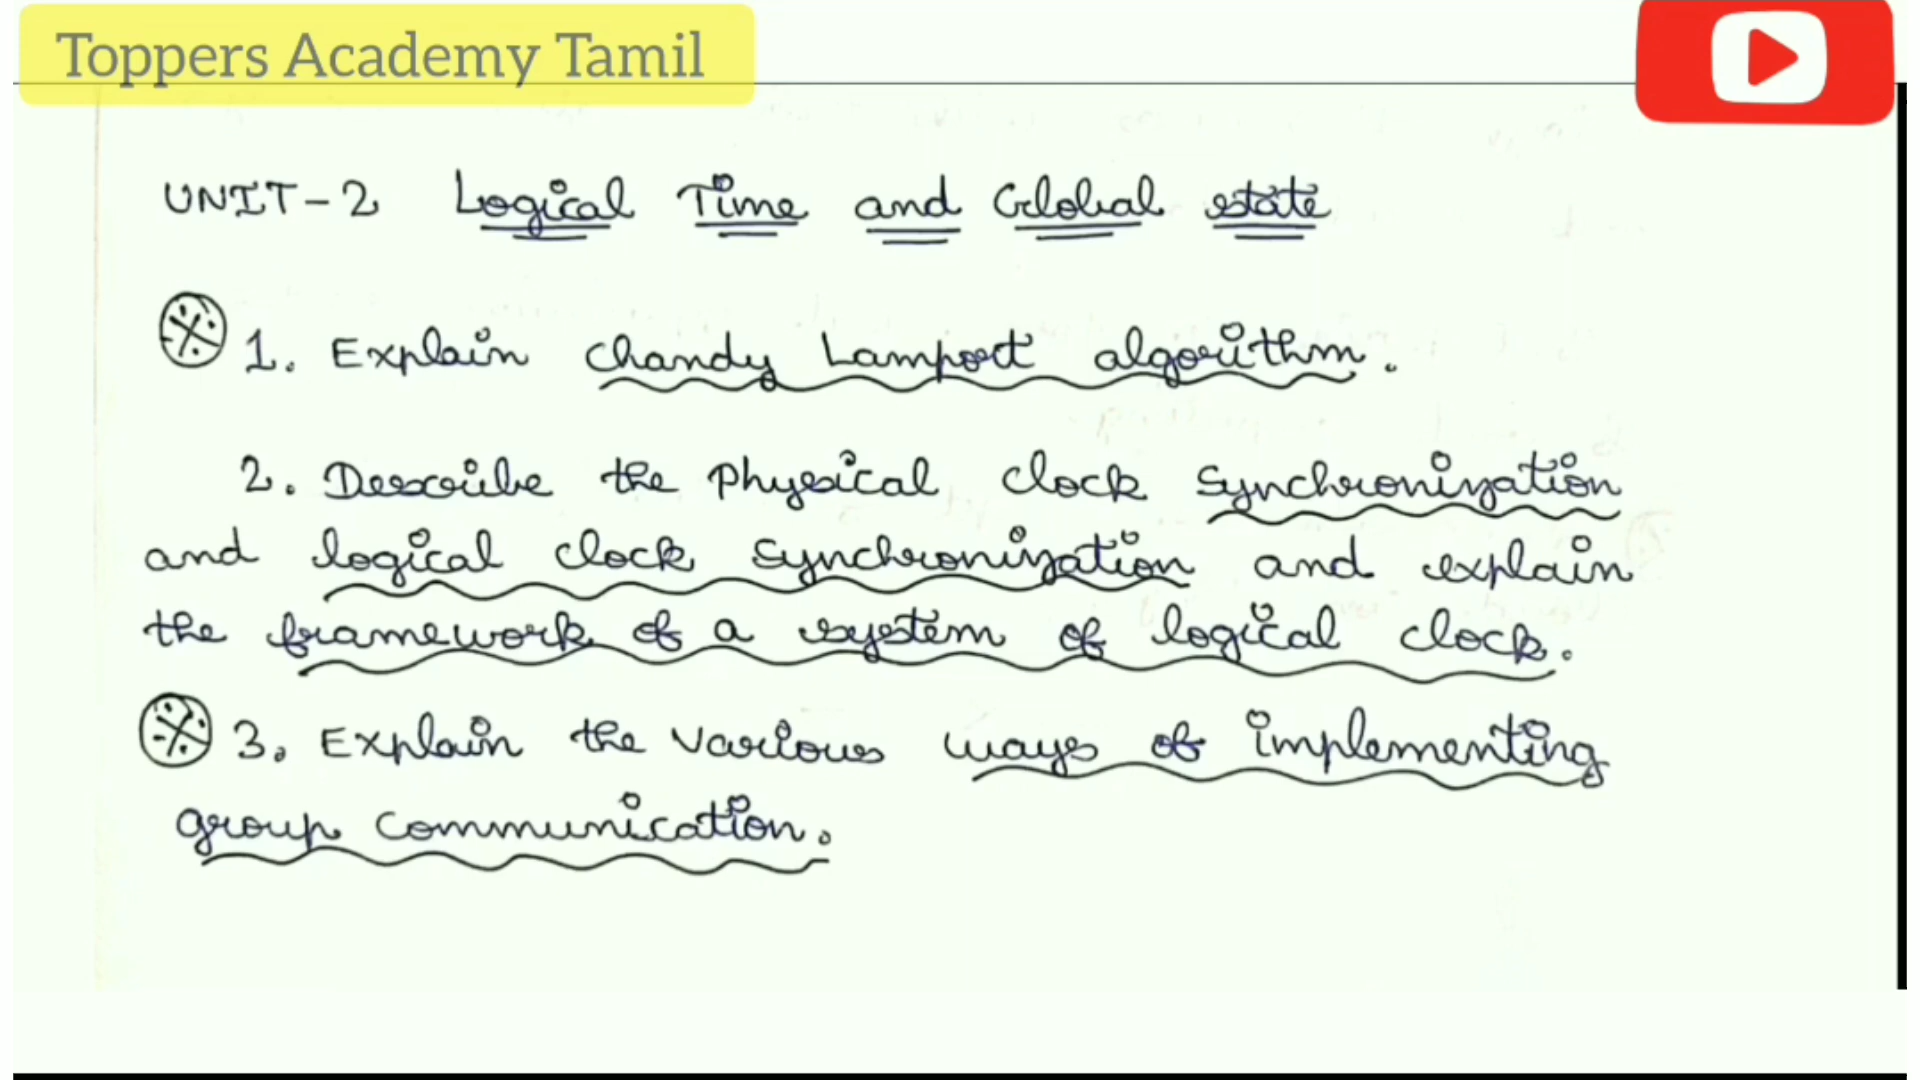 Toppers Academy Tamil
UNIT-2 Logical Time and Global state
1. Explain chandy Lamport algorithm.
2. Describe the Physical clock synchronization
and logical clock synchronization and explain
the framework of a system of logical clock.
3. Explain the various ways of implementing
group communication.